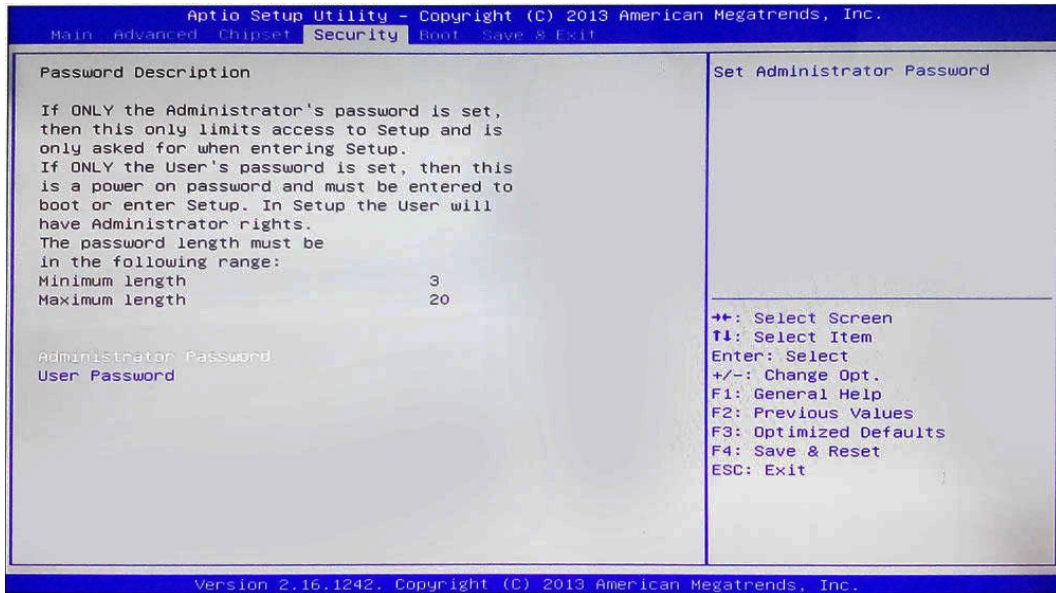 Aptio Setup Utility – Copyright (C) 2013 American Megatrends, Inc.
Main Advanced Chipset Security Boot Save & Exit
Password Description
If ONLY the Administrator's password is set,
then this only limits access to Setup and is
only asked for when entering Setup.
If ONLY the User's password is set, then this
is a power on password and must be entered to
boot or enter Setup. In Setup the User will
have Administrator rights.
The password length must be
in the following range:
Minimum length 3
Maximum length 20
Administrator Password
User Password
Set Administrator Password
→←: Select Screen
↑↓: Select Item
Enter: Select
+/-: Change Opt.
F1: General Help
F2: Previous Values
F3: Optimized Defaults
F4: Save & Reset
ESC: Exit
Version 2.16.1242. Copyright (C) 2013 American Megatrends, Inc.